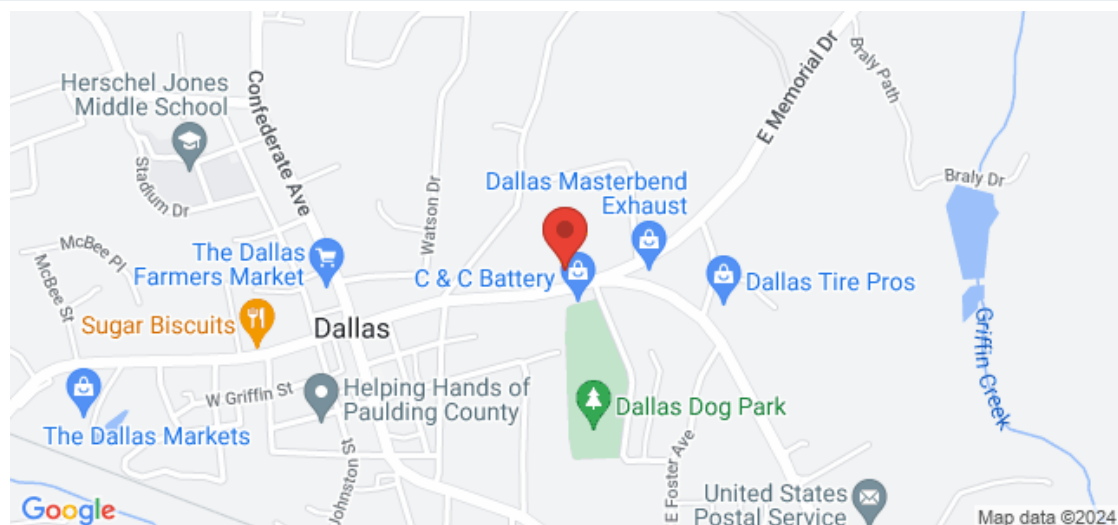 Herschel Jones
Middle School
Confederate Ave
E Memorial Dr
Braly Path
Stadium Dr
Watson Dr
Braly Dr
Dallas Masterbend
Exhaust
McBee Pl
McBee St
The Dallas
Farmers Market
C & C Battery
Dallas Tire Pros
Sugar Biscuits
Dallas
Griffin Creek
W Griffin St
Helping Hands of
Paulding County
Dallas Dog Park
The Dallas Markets
Johnston St
E Foster Ave
United States
Postal Service
Google
Map data ©2024